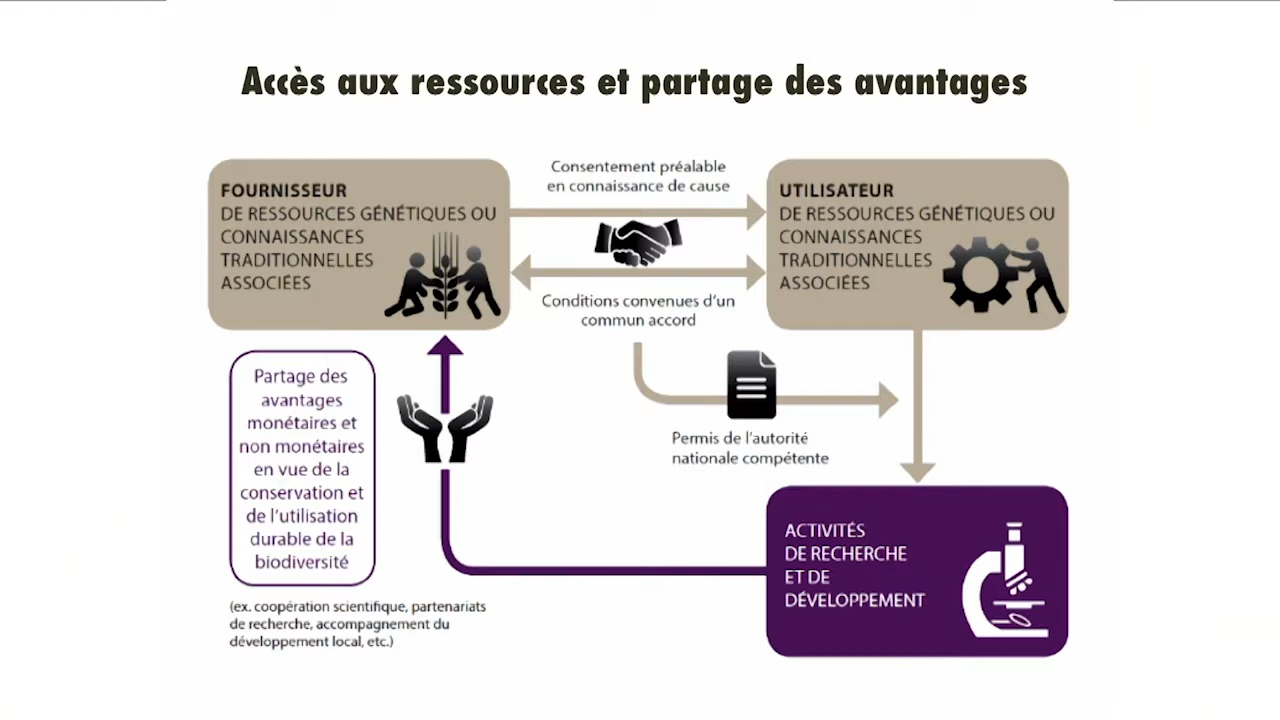 Accès aux ressources et partage des avantages
FOURNISSEUR
DE RESSOURCES GÉNÉTIQUES OU
CONNAISSANCES
TRADITIONNELLES
ASSOCIÉES
Consentement préalable
en connaissance de cause
Conditions convenues d'un
commun accord
UTILISATEUR
DE RESSOURCES GÉNÉTIQUES OU
CONNAISSANCES
TRADITIONNELLES
ASSOCIÉES
Permis de l'autorité
nationale compétente
ACTIVITÉS
DE RECHERCHE
ET DE
DÉVELOPPEMENT
Partage des
avantages
monétaires et
non monétaires
en vue de la
conservation et
de l'utilisation
durable de la
biodiversité
(ex. coopération scientifique, partenariats
de recherche, accompagnement du
développement local, etc.)